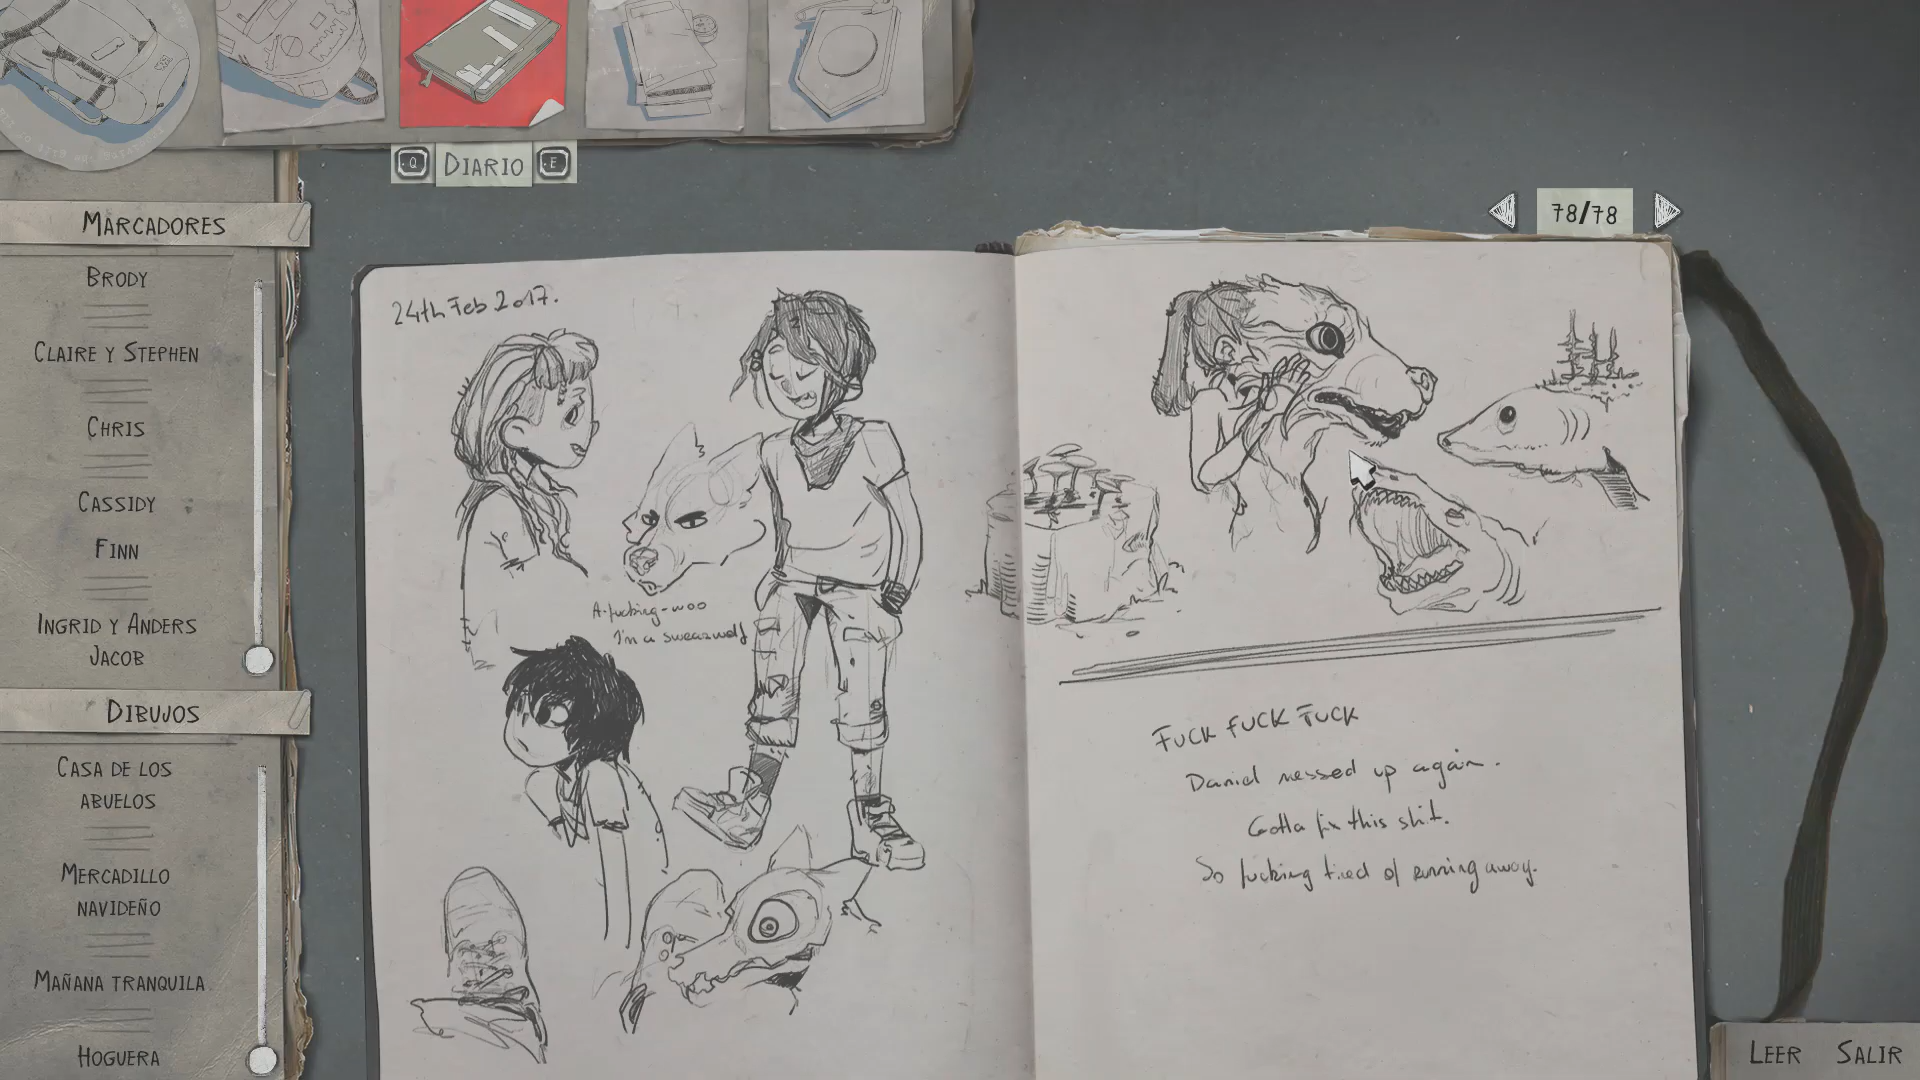 Q
DIARIO
E
78/78
MARCADORES
BRODY
CLAIRE Y STEPHEN
CHRIS
CASSIDY
FINN
INGRID Y ANDERS
JACOB
DIBUJOS
CASA DE LOS
ABUELOS
MERCADILLO
NAVIDEÑO
MAÑANA TRANQUILA
HOGUERA
24th Feb 2017.
A-fucking-woo
I'm a swearwolf
FUCK FUCK FUCK
Daniel messed up again.
Gotta fix this shit.
So fucking tired of running away.
LEER
SALIR